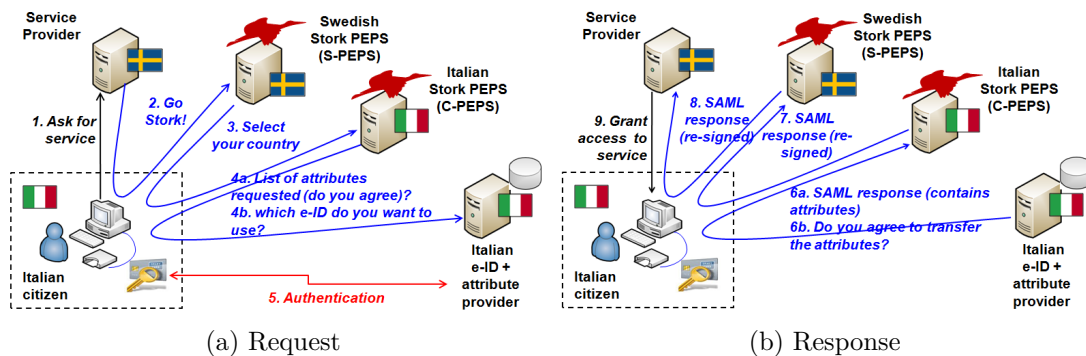 Service
Provider
Swedish
Stork PEPS
(S-PEPS)
Italian
Stork PEPS
(C-PEPS)
2. Go
Stork!
1. Ask for
service
3. Select
your country
4a. List of attributes
requested (do you agree)?
4b. which e-ID do you want to
use?
Italian
citizen
5. Authentication
Italian
e-ID +
attribute
provider
(a) Request
Service
Provider
Swedish
Stork PEPS
(S-PEPS)
Italian
Stork PEPS
(C-PEPS)
8. SAML
response
(re-signed)
7. SAML
response (re-
signed)
9. Grant
access to
service
6a. SAML response (contains
attributes)
6b. Do you agree to transfer
the attributes?
Italian
citizen
Italian
e-ID +
attribute
provider
(b) Response